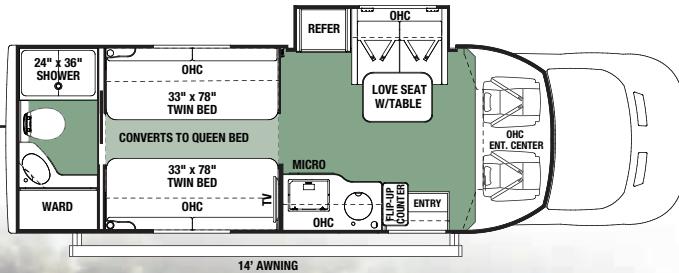 24" x 36"
SHOWER
OHC
33" x 78"
TWIN BED
CONVERTS TO QUEEN BED
33" x 78"
TWIN BED
OHC
TV
WARD
REFER
OHC
LOVE SEAT
W/TABLE
MICRO
OHC
FLIP-UP
COUNTER
ENTRY
OHC
ENT. CENTER
14' AWNING